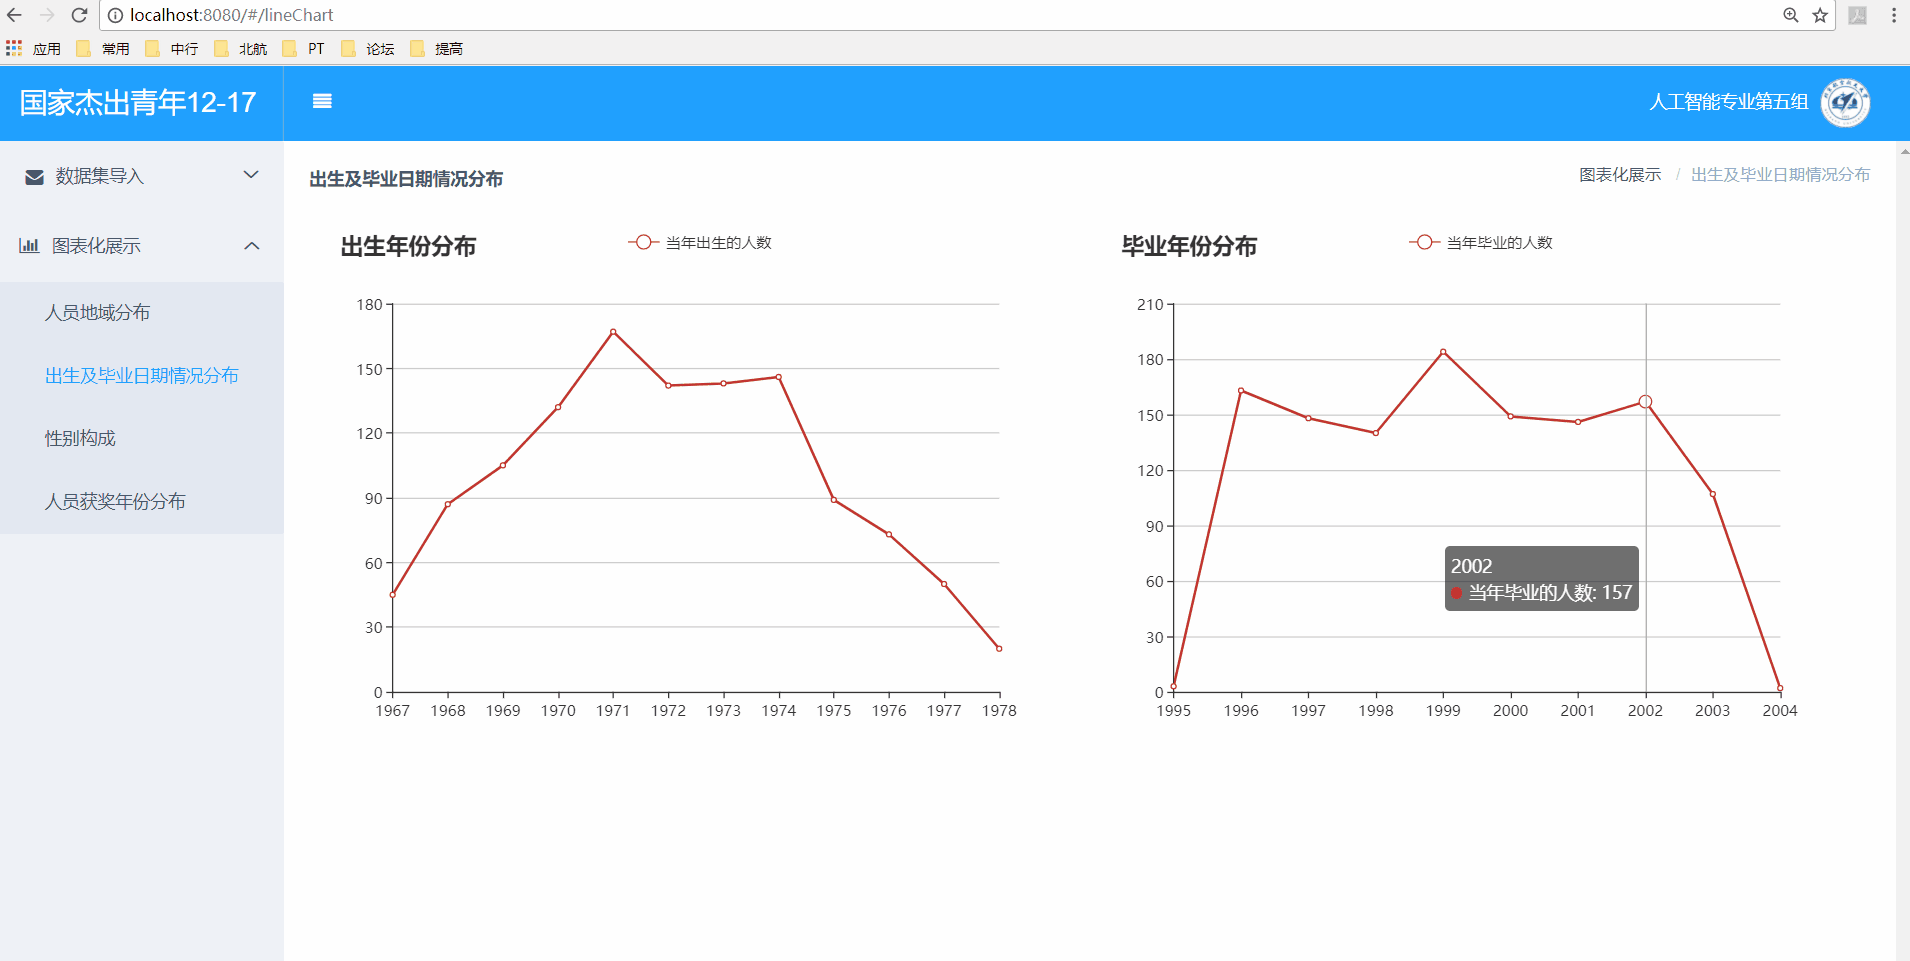 localhost:8080/#/lineChart
应用 常用 中行 北航 PT 论坛 提高
国家杰出青年12-17
人工智能专业第五组
数据集导入
图表化展示
人员地域分布
出生及毕业日期情况分布
性别构成
人员获奖年份分布
出生及毕业日期情况分布
图表化展示 / 出生及毕业日期情况分布
出生年份分布
当年出生的人数
180
150
120
90
60
30
0
1967 1968 1969 1970 1971 1972 1973 1974 1975 1976 1977 1978
毕业年份分布
当年毕业的人数
210
180
150
120
90
60
30
0
1995 1996 1997 1998 1999 2000 2001 2002 2003 2004
2002
当年毕业的人数: 157